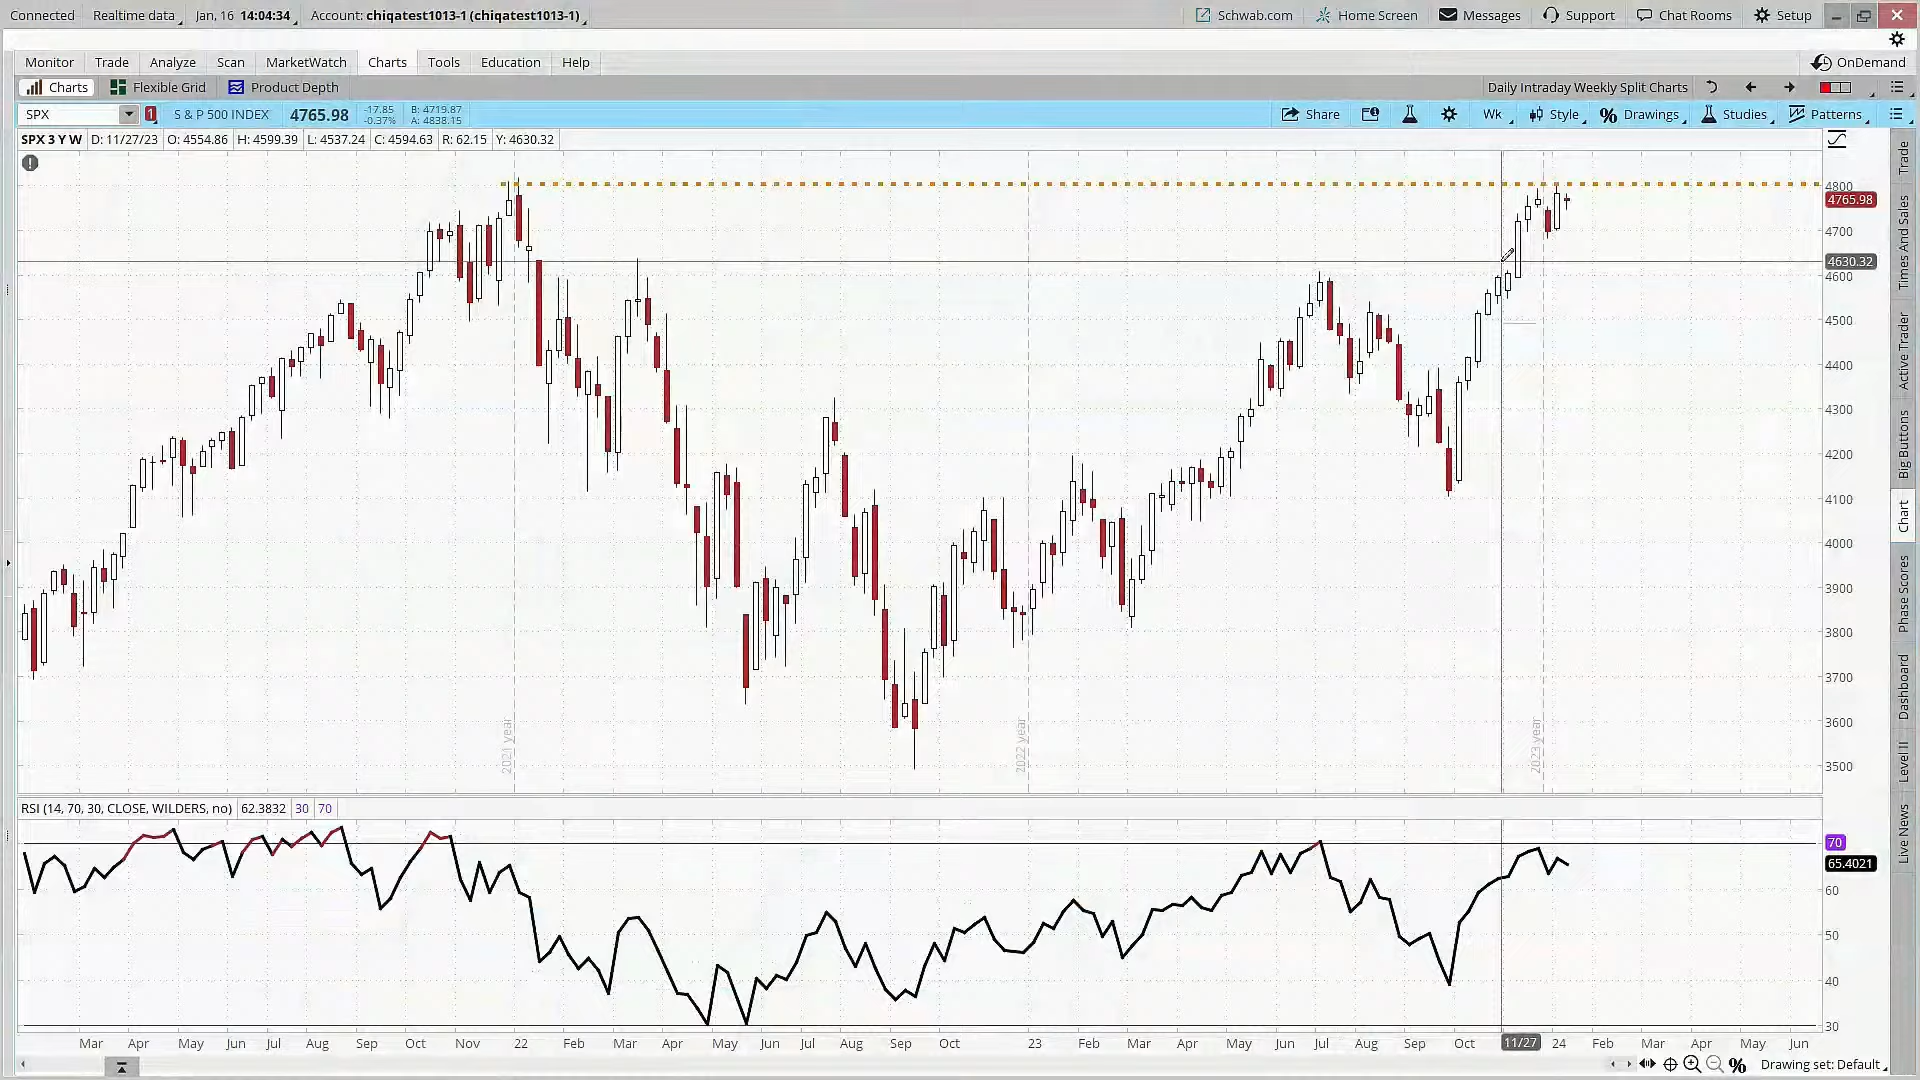 Connected Realtime data Jan, 16 14:04:34 Account: chiqatest1013-1 (chiqatest1013-1) Schwab.com Home Screen Messages Support Chat Rooms Setup
Monitor Trade Analyze Scan MarketWatch Charts Tools Education Help OnDemand
Charts Flexible Grid Product Depth Daily Intraday Weekly Split Charts
SPX 1 S & P 500 INDEX 4765.98 -17.85 B: 4719.87 Share Wk Style Drawings Studies Patterns
-0.37% A: 4838.15
SPX 3 Y W D: 11/27/23 O: 4554.86 H: 4599.39 L: 4537.24 C: 4594.63 R: 62.15 Y: 4630.32
4800
4765.98
4700
4630.32
4600
4500
4400
4300
4200
4100
4000
3900
3800
3700
3600
3500
2021 year
2022 year
2023 year
RSI (14, 70, 30, CLOSE, WILDERS, no) 62.3832 30 70
70
65.4021
60
50
40
30
Mar Apr May Jun Jul Aug Sep Oct Nov 22 Feb Mar Apr May Jun Jul Aug Sep Oct 23 Feb Mar Apr May Jun Jul Aug Sep Oct 11/27 24 Feb Mar Apr May Jun
Drawing set: Default
Trade
Times And Sales
Active Trader
Big Buttons
Chart
Phase Scores
Dashboard
Level II
Live News